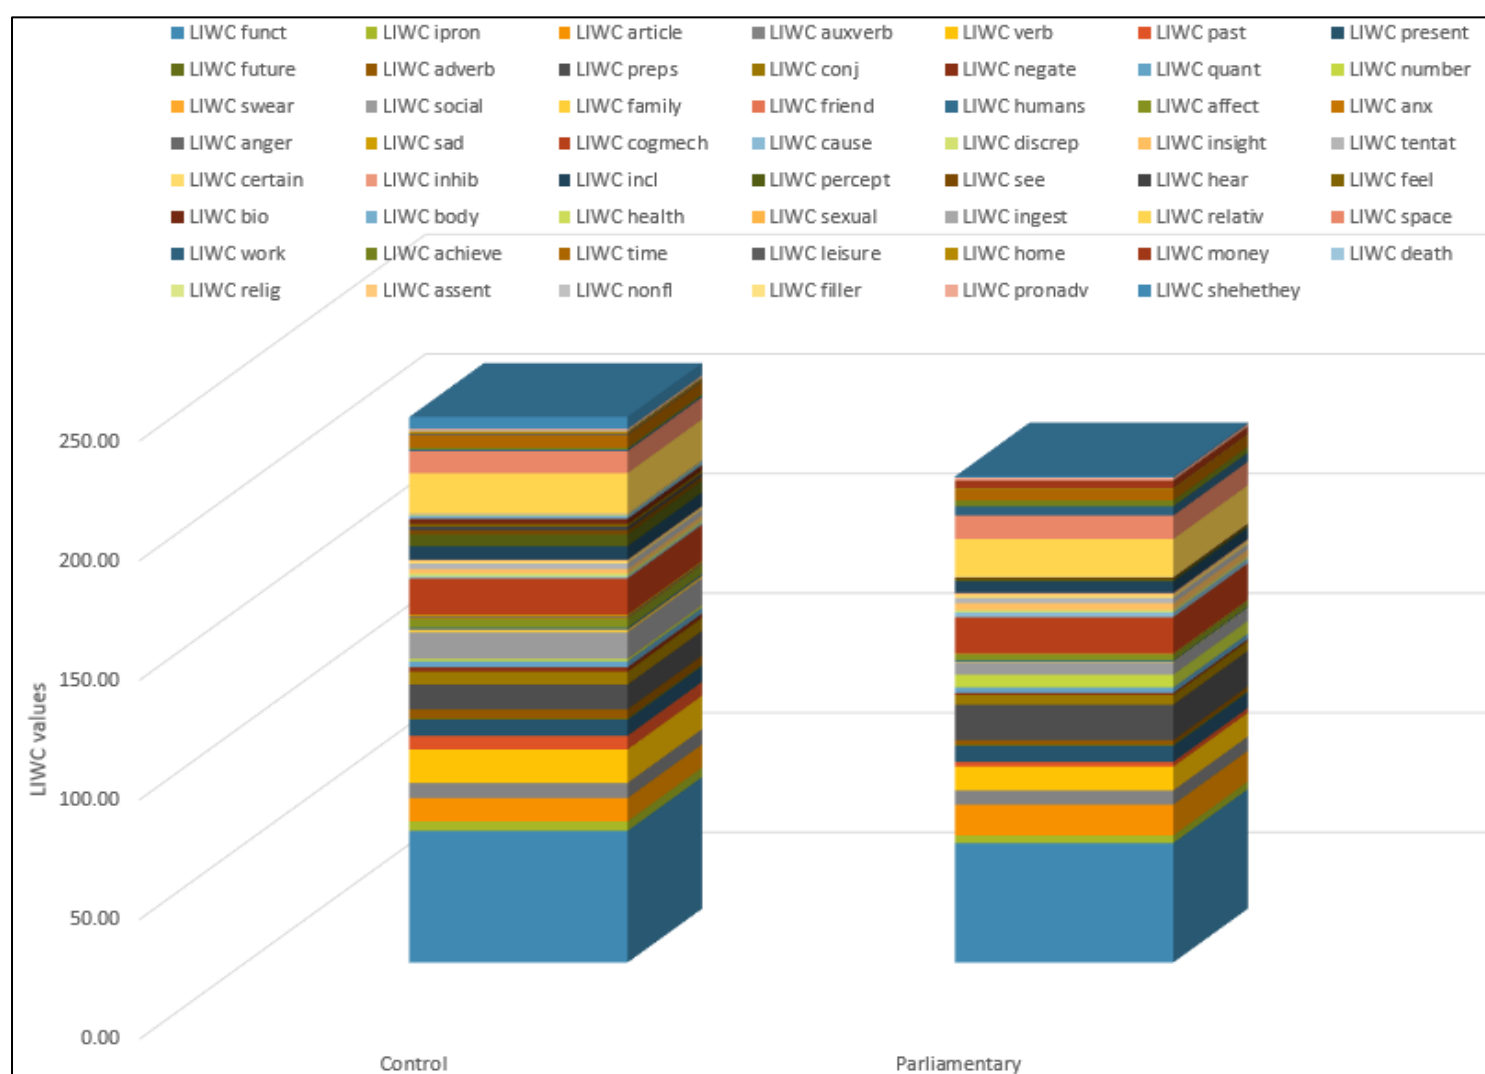 LIWC funct LIWC ipron LIWC article LIWC auxverb LIWC verb LIWC past LIWC present
LIWC future LIWC adverb LIWC preps LIWC conj LIWC negate LIWC quant LIWC number
LIWC swear LIWC social LIWC family LIWC friend LIWC humans LIWC affect LIWC anx
LIWC anger LIWC sad LIWC cogmech LIWC cause LIWC discrep LIWC insight LIWC tentat
LIWC certain LIWC inhib LIWC incl LIWC percept LIWC see LIWC hear LIWC feel
LIWC bio LIWC body LIWC health LIWC sexual LIWC ingest LIWC relativ LIWC space
LIWC work LIWC achieve LIWC time LIWC leisure LIWC home LIWC money LIWC death
LIWC relig LIWC assent LIWC nonfl LIWC filler LIWC pronadv LIWC shehethey
250.00
200.00
150.00
100.00
50.00
0.00
LIWC values
Control
Parliamentary